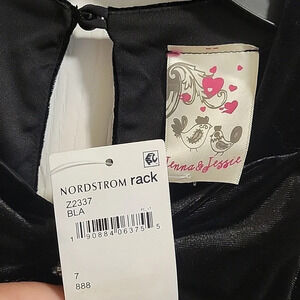 Jenna & Jessie
NORDSTROM rack
Z2337
BLA
1 90884 06375 5
7
888